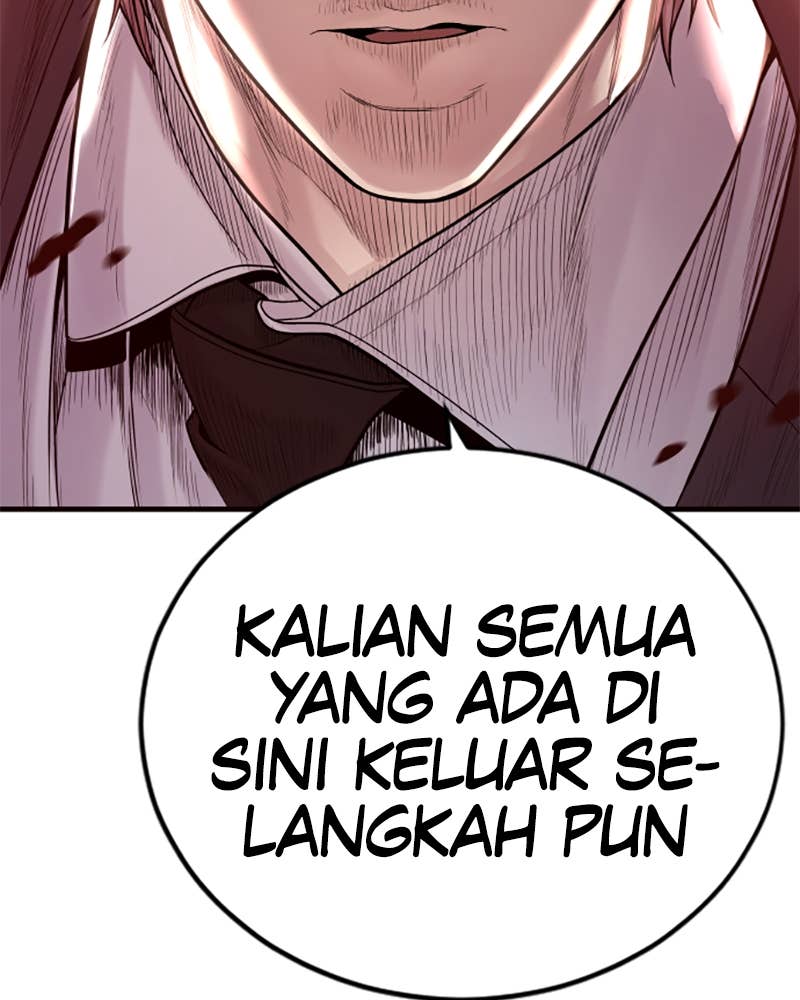 KALIAN SEMUA
YANG ADA DI
SINI KELUAR SE-
LANGKAH PUN